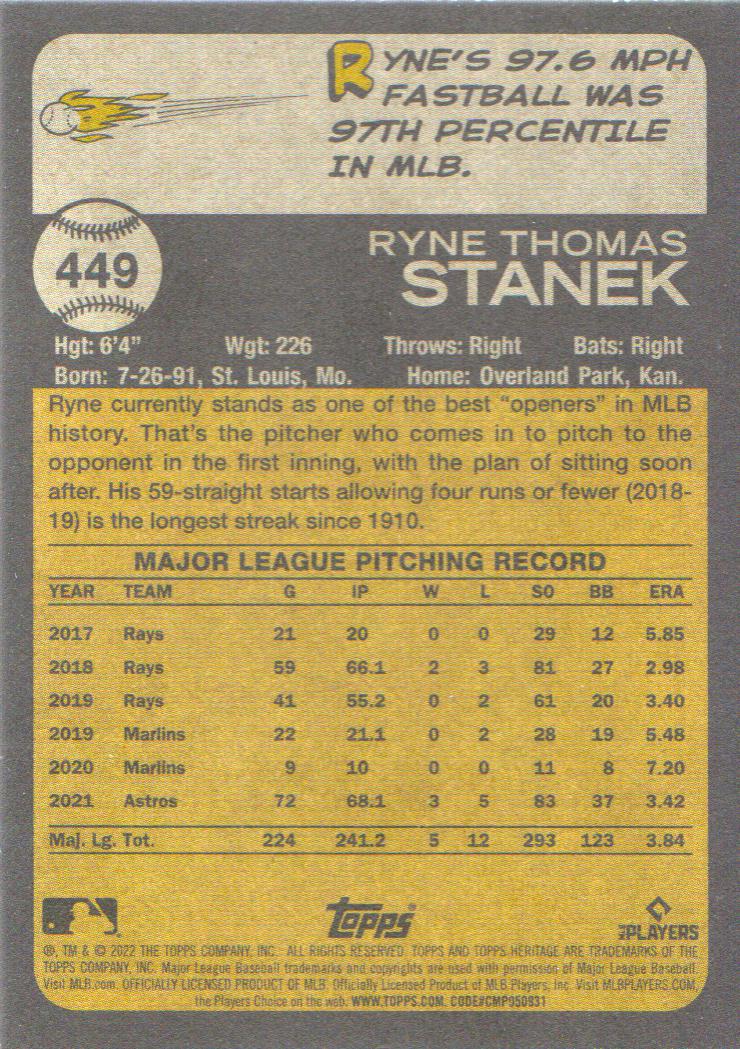 RYNE'S 97.6 MPH
FASTBALL WAS
97TH PERCENTILE
IN MLB.
449
RYNE THOMAS
STANEK
Hgt: 6'4" Wgt: 226 Throws: Right Bats: Right
Born: 7-26-91, St. Louis, Mo. Home: Overland Park, Kan.
Ryne currently stands as one of the best "openers" in MLB
history. That's the pitcher who comes in to pitch to the
opponent in the first inning, with the plan of sitting soon
after. His 59-straight starts allowing four runs or fewer (2018-
19) is the longest streak since 1910.
MAJOR LEAGUE PITCHING RECORD
YEAR TEAM G IP W L SO BB ERA
2017 Rays 21 20 0 0 29 12 5.85
2018 Rays 59 66.1 2 3 81 27 2.98
2019 Rays 41 55.2 0 2 61 20 3.40
2019 Marlins 22 21.1 0 2 28 19 5.48
2020 Marlins 9 10 0 0 11 8 7.20
2021 Astros 72 68.1 3 5 83 37 3.42
Maj. Lg. Tot. 224 241.2 5 12 293 123 3.84
Topps®
MLB PLAYERS
®, TM & © 2022 THE TOPPS COMPANY, INC. ALL RIGHTS RESERVED. TOPPS AND TOPPS HERITAGE ARE TRADEMARKS OF THE
TOPPS COMPANY, INC. Major League Baseball trademarks and copyrights are used with permission of Major League Baseball.
Visit MLB.com. OFFICIALLY LICENSED PRODUCT OF MLB. Officially Licensed Product of MLB Players, Inc. Visit MLBPLAYERS.COM,
the Players Choice on the web. WWW.TOPPS.COM. CODE#CMP050831